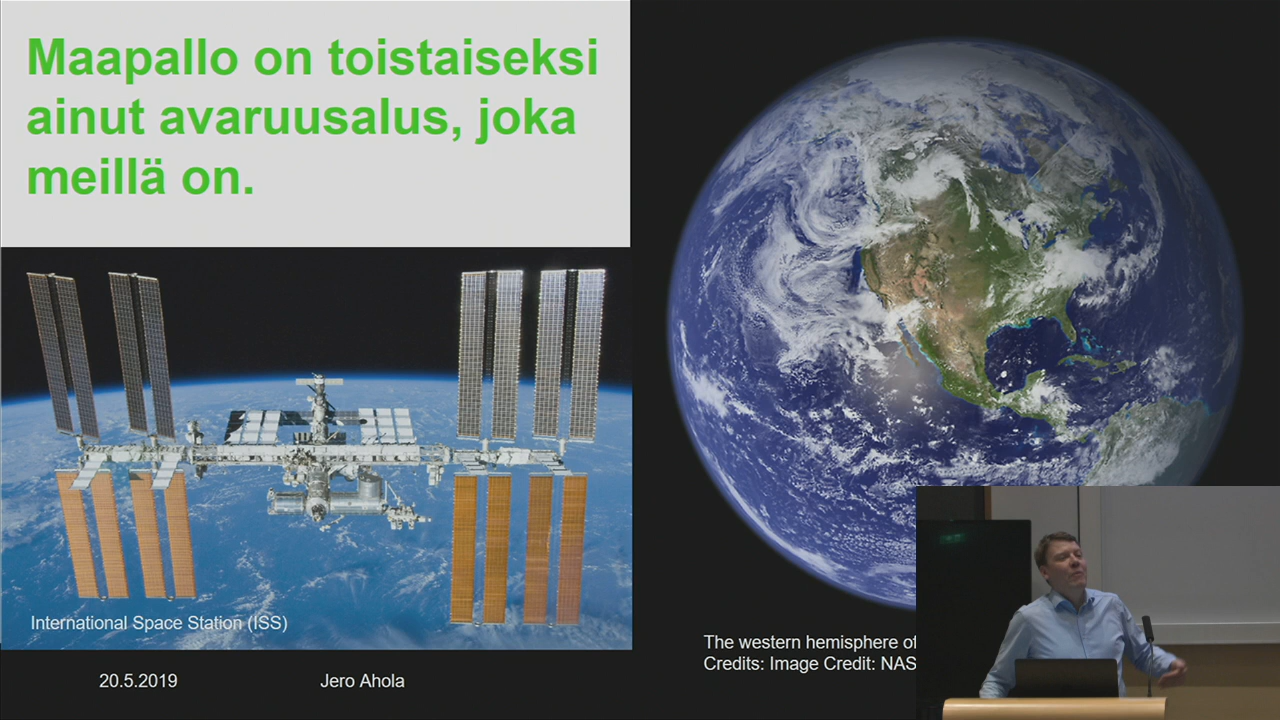 Maapallo on toistaiseksi
ainut avaruusalus, joka
meillä on.
International Space Station (ISS)
The western hemisphere of
Credits: Image Credit: NAS
20.5.2019
Jero Ahola